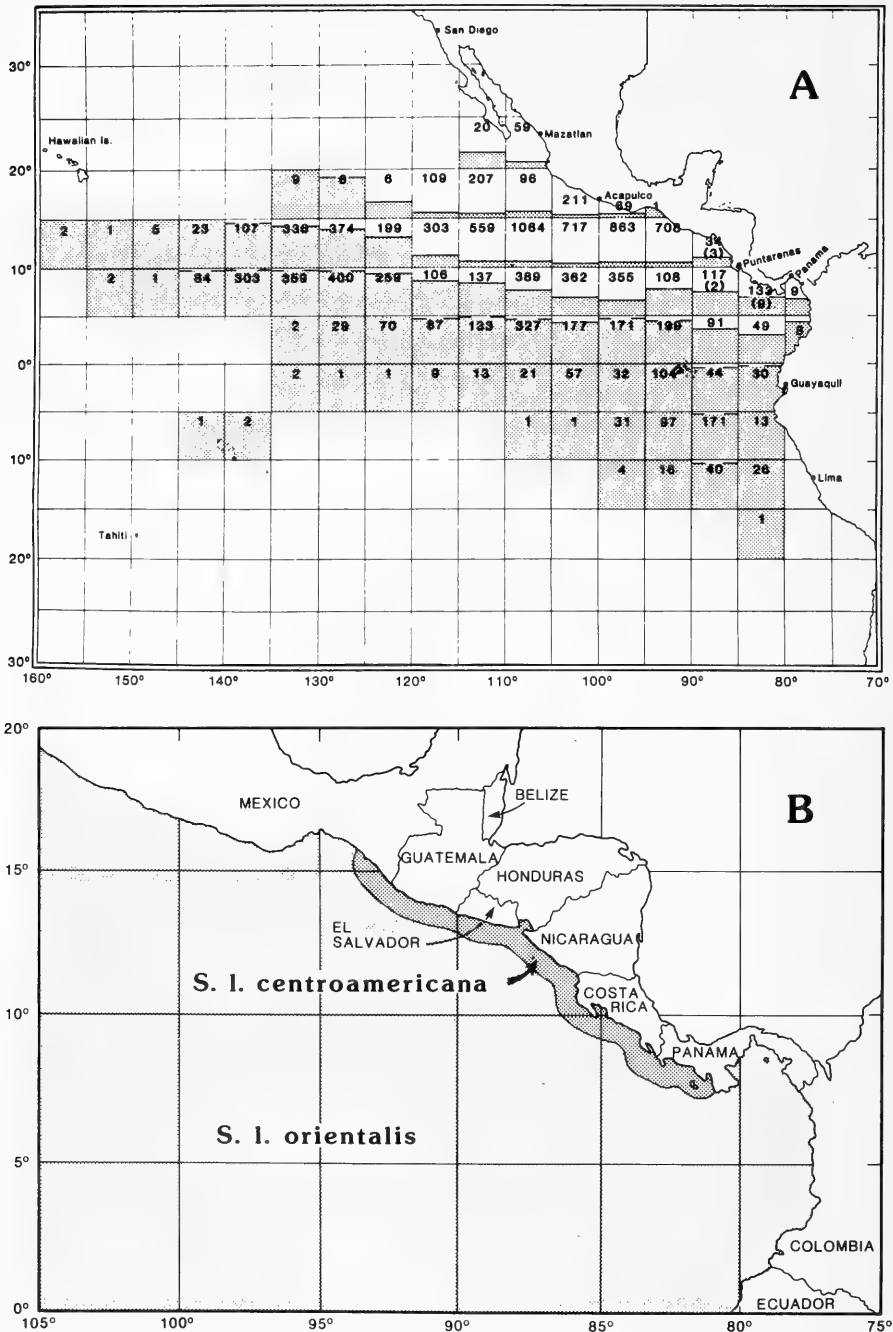 San Diego
30°
A
20 59 Mazatlan
Hawaiian Is.
20°
9 6 6 109 207 96
211 Acapulco 69 1
2 1 5 23 107 336 374 199 303 559 1064 717 863 708
34
(3)
Puntarenas
Panama
10°
2 1 84 303 359 400 259 106 137 389 362 355 108 117
(2)
133
(9)
9
2 29 70 87 133 327 177 171 199 91 49 8
0°
2 1 1 9 13 21 57 32 104 44 30
Guayaquil
1 2 1 1 31 97 171 13
10°
4 16 40 26
Lima
1
Tahiti
20°
30°
160° 150° 140° 130° 120° 110° 100° 90° 80° 70°
20°
B
BELIZE
MEXICO
GUATEMALA
15°
HONDURAS
EL
SALVADOR
NICARAGUA
S. l. centroamericana
COSTA
RICA
10°
PANAMA
S. l. orientalis
5°
COLOMBIA
0°
ECUADOR
105° 100° 95° 90° 85° 80° 75°